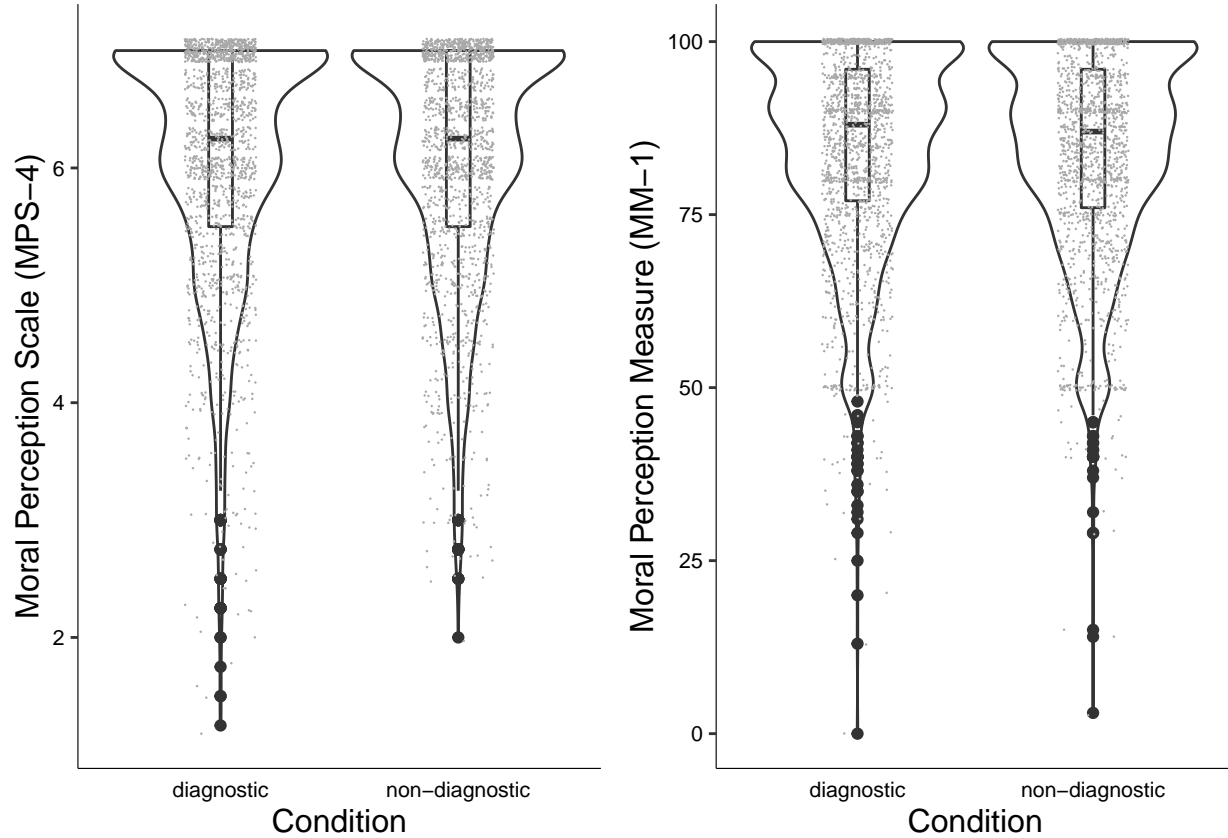 Moral Perception Scale (MPS−4)
6
4
2
diagnostic
non−diagnostic
Condition
Moral Perception Measure (MM−1)
100
75
50
25
0
diagnostic
non−diagnostic
Condition